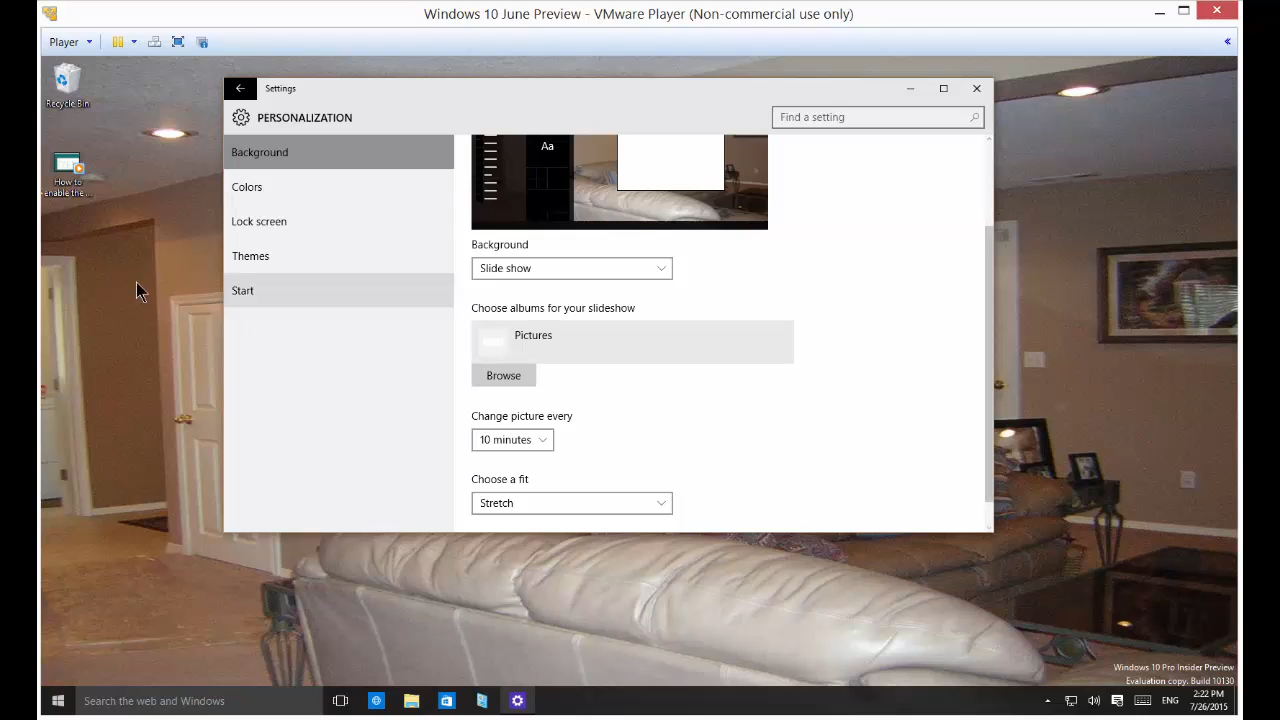 Windows 10 June Preview - VMware Player (Non-commercial use only)
Player
Recycle Bin
How to
enable the ...
Settings
PERSONALIZATION
Find a setting
Background
Colors
Lock screen
Themes
Start
Aa
Background
Slide show
Choose albums for your slideshow
Pictures
Browse
Change picture every
10 minutes
Choose a fit
Stretch
Windows 10 Pro Insider Preview
Evaluation copy. Build 10130
Search the web and Windows
ENG
2:22 PM
7/26/2015